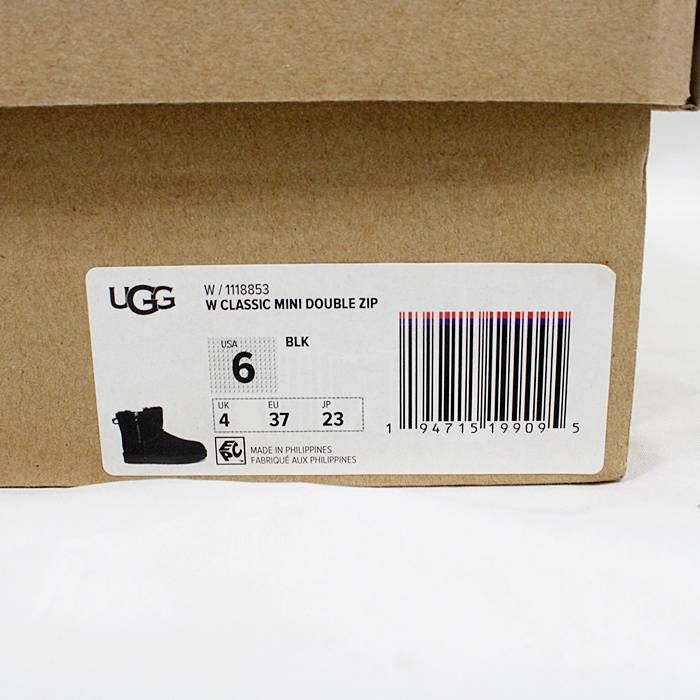 UGG
W / 1118853
W CLASSIC MINI DOUBLE ZIP
USA
6
BLK
UK EU JP
4 37 23
MADE IN PHILIPPINES
FABRIQUÉ AUX PHILIPPINES
1 94715 19909 5